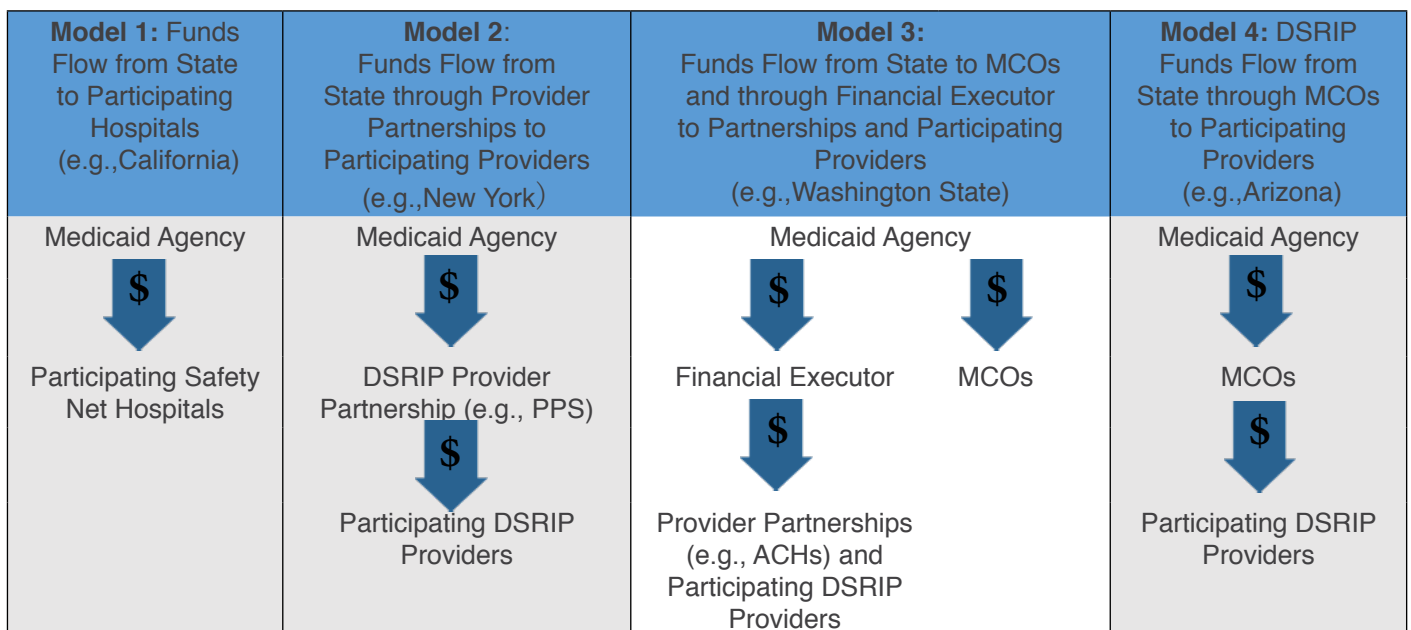 Model 1: Funds
Flow from State
to Participating
Hospitals
(e.g.,California)
Model 2:
Funds Flow from
State through Provider
Partnerships to
Participating Providers
(e.g.,New York）
Model 3:
Funds Flow from State to MCOs
and through Financial Executor
to Partnerships and Participating
Providers
(e.g.,Washington State)
Model 4: DSRIP
Funds Flow from
State through MCOs
to Participating
Providers
(e.g.,Arizona)
Medicaid Agency
$
Participating Safety
Net Hospitals
Medicaid Agency
$
DSRIP Provider
Partnership (e.g., PPS)
$
Participating DSRIP
Providers
Medicaid Agency
$ $
Financial Executor MCOs
$
Provider Partnerships
(e.g., ACHs) and
Participating DSRIP
Providers
Medicaid Agency
$
MCOs
$
Participating DSRIP
Providers